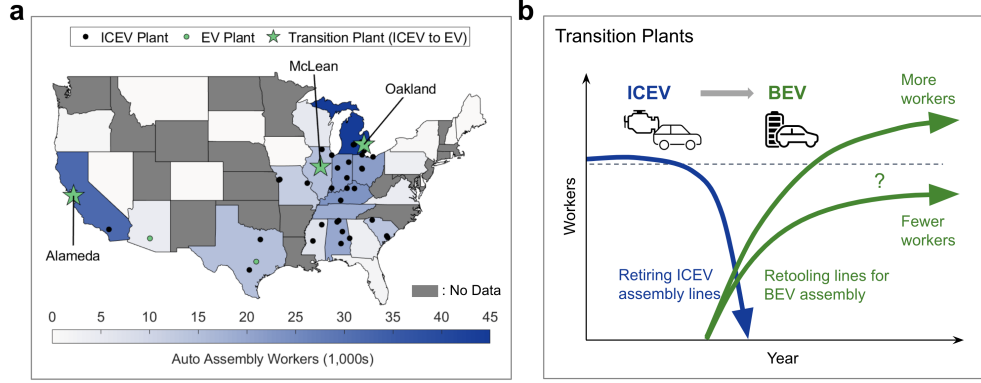 a
ICEV Plant EV Plant Transition Plant (ICEV to EV)
McLean
Oakland
Alameda
: No Data
0 5 10 15 20 25 30 35 40 45
Auto Assembly Workers (1,000s)
b
Transition Plants
ICEV BEV
More
workers
?
Fewer
workers
Retiring ICEV
assembly lines
Retooling lines for
BEV assembly
Workers
Year